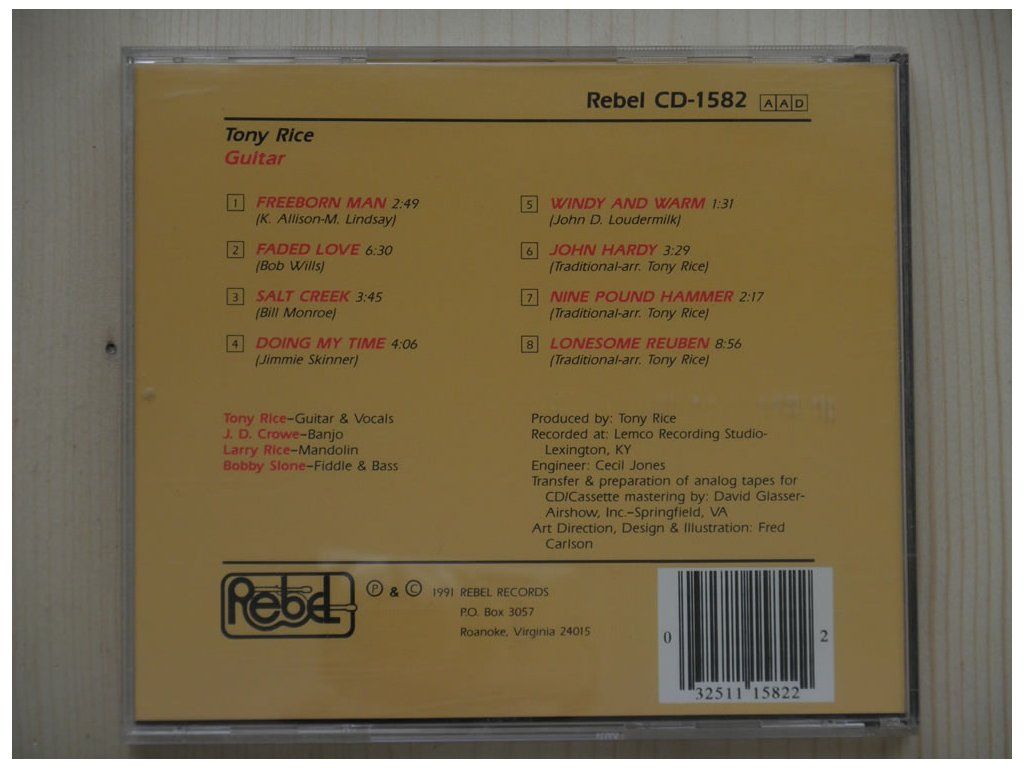 Rebel CD-1582 AAD
Tony Rice
Guitar
1 FREEBORN MAN 2:49
(K. Allison-M. Lindsay)
2 FADED LOVE 6:30
(Bob Wills)
3 SALT CREEK 3:45
(Bill Monroe)
4 DOING MY TIME 4:06
(Jimmie Skinner)
5 WINDY AND WARM 1:31
(John D. Loudermilk)
6 JOHN HARDY 3:29
(Traditional-arr. Tony Rice)
7 NINE POUND HAMMER 2:17
(Traditional-arr. Tony Rice)
8 LONESOME REUBEN 8:56
(Traditional-arr. Tony Rice)
Tony Rice–Guitar & Vocals
J. D. Crowe–Banjo
Larry Rice–Mandolin
Bobby Slone–Fiddle & Bass
Produced by: Tony Rice
Recorded at: Lemco Recording Studio-
Lexington, KY
Engineer: Cecil Jones
Transfer & preparation of analog tapes for
CD/Cassette mastering by: David Glasser-
Airshow, Inc.–Springfield, VA
Art Direction, Design & Illustration: Fred
Carlson
Rebel
Ⓟ & © 1991 REBEL RECORDS
P.O. Box 3057
Roanoke, Virginia 24015
0 32511 15822 2